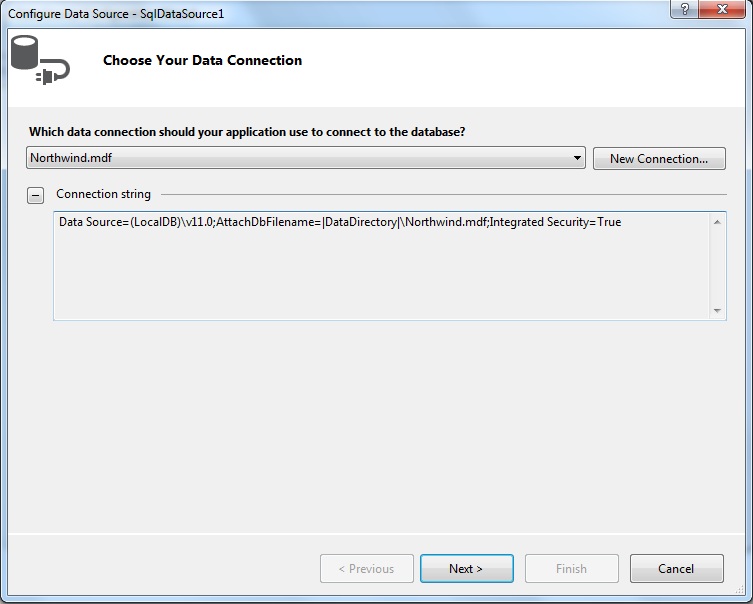 Configure Data Source - SqlDataSource1
?
Choose Your Data Connection
Which data connection should your application use to connect to the database?
Northwind.mdf
New Connection...
Connection string
Data Source=(LocalDB)\v11.0;AttachDbFilename=|DataDirectory|\Northwind.mdf;Integrated Security=True
< Previous
Next >
Finish
Cancel